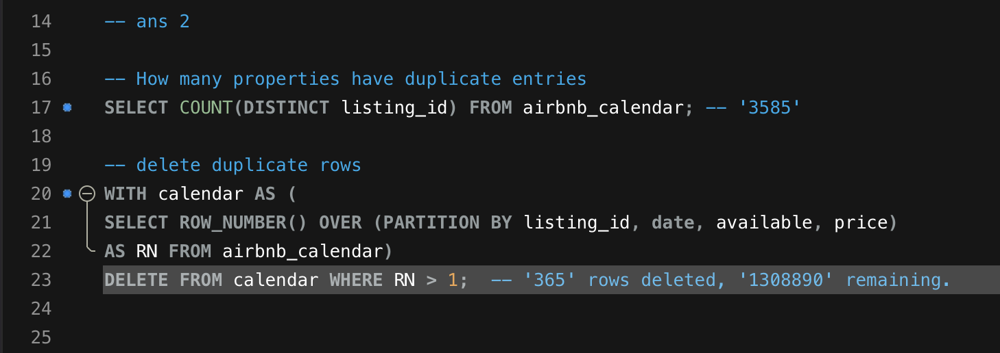 14 -- ans 2
15
16 -- How many properties have duplicate entries
17 SELECT COUNT(DISTINCT listing_id) FROM airbnb_calendar; -- '3585'
18
19 -- delete duplicate rows
20 WITH calendar AS (
21 SELECT ROW_NUMBER() OVER (PARTITION BY listing_id, date, available, price)
22 AS RN FROM airbnb_calendar)
23 DELETE FROM calendar WHERE RN > 1;  -- '365' rows deleted, '1308890' remaining.
24
25